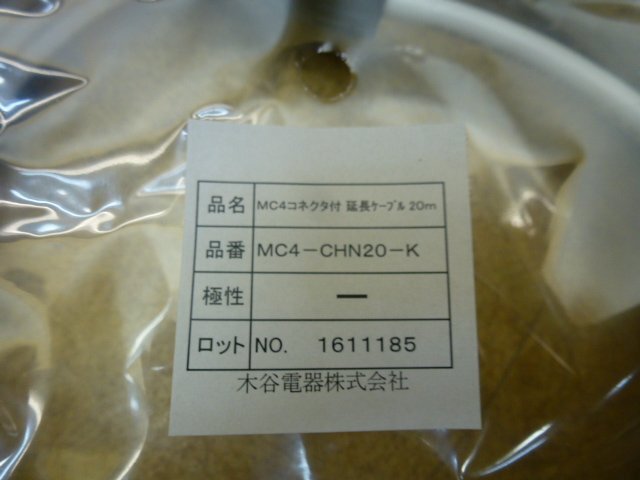 品名 MC4コネクタ付 延長ケーブル 20m
品番 MC4-CHN20-K
極性 ー
ロット NO. 1611185
木谷電器株式会社